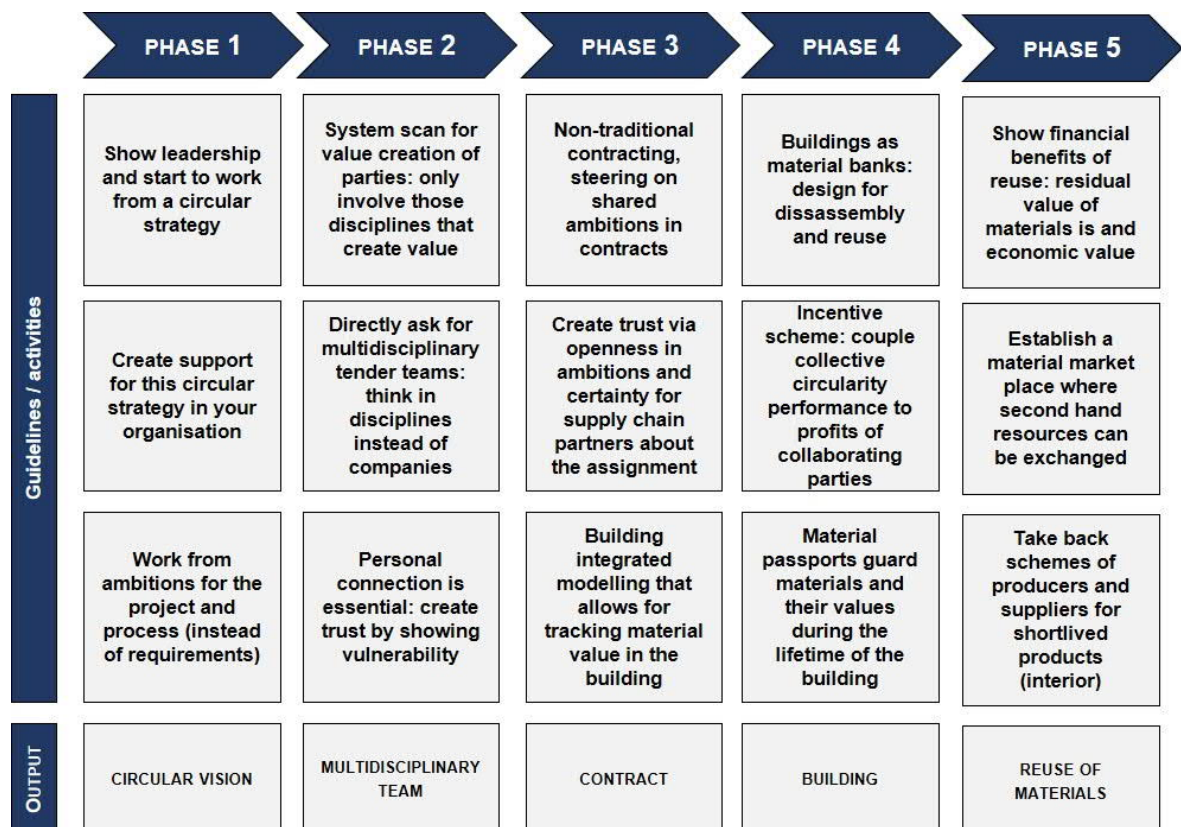 PHASE 1
PHASE 2
PHASE 3
PHASE 4
PHASE 5
Guidelines / activities
Show leadership
and start to work
from a circular
strategy
System scan for
value creation of
parties: only
involve those
disciplines that
create value
Non-traditional
contracting,
steering on
shared
ambitions in
contracts
Buildings as
material banks:
design for
dissassembly
and reuse
Show financial
benefits of
reuse: residual
value of
materials is and
economic value
Create support
for this circular
strategy in your
organisation
Directly ask for
multidisciplinary
tender teams:
think in
disciplines
instead of
companies
Create trust via
openness in
ambitions and
certainty for
supply chain
partners about
the assignment
Incentive
scheme: couple
collective
circularity
performance to
profits of
collaborating
parties
Establish a
material market
place where
second hand
resources can
be exchanged
Work from
ambitions for the
project and
process (instead
of requirements)
Personal
connection is
essential: create
trust by showing
vulnerability
Building
integrated
modelling that
allows for
tracking material
value in the
building
Material
passports guard
materials and
their values
during the
lifetime of the
building
Take back
schemes of
producers and
suppliers for
shortlived
products
(interior)
OUTPUT
CIRCULAR VISION
MULTIDISCIPLINARY
TEAM
CONTRACT
BUILDING
REUSE OF
MATERIALS